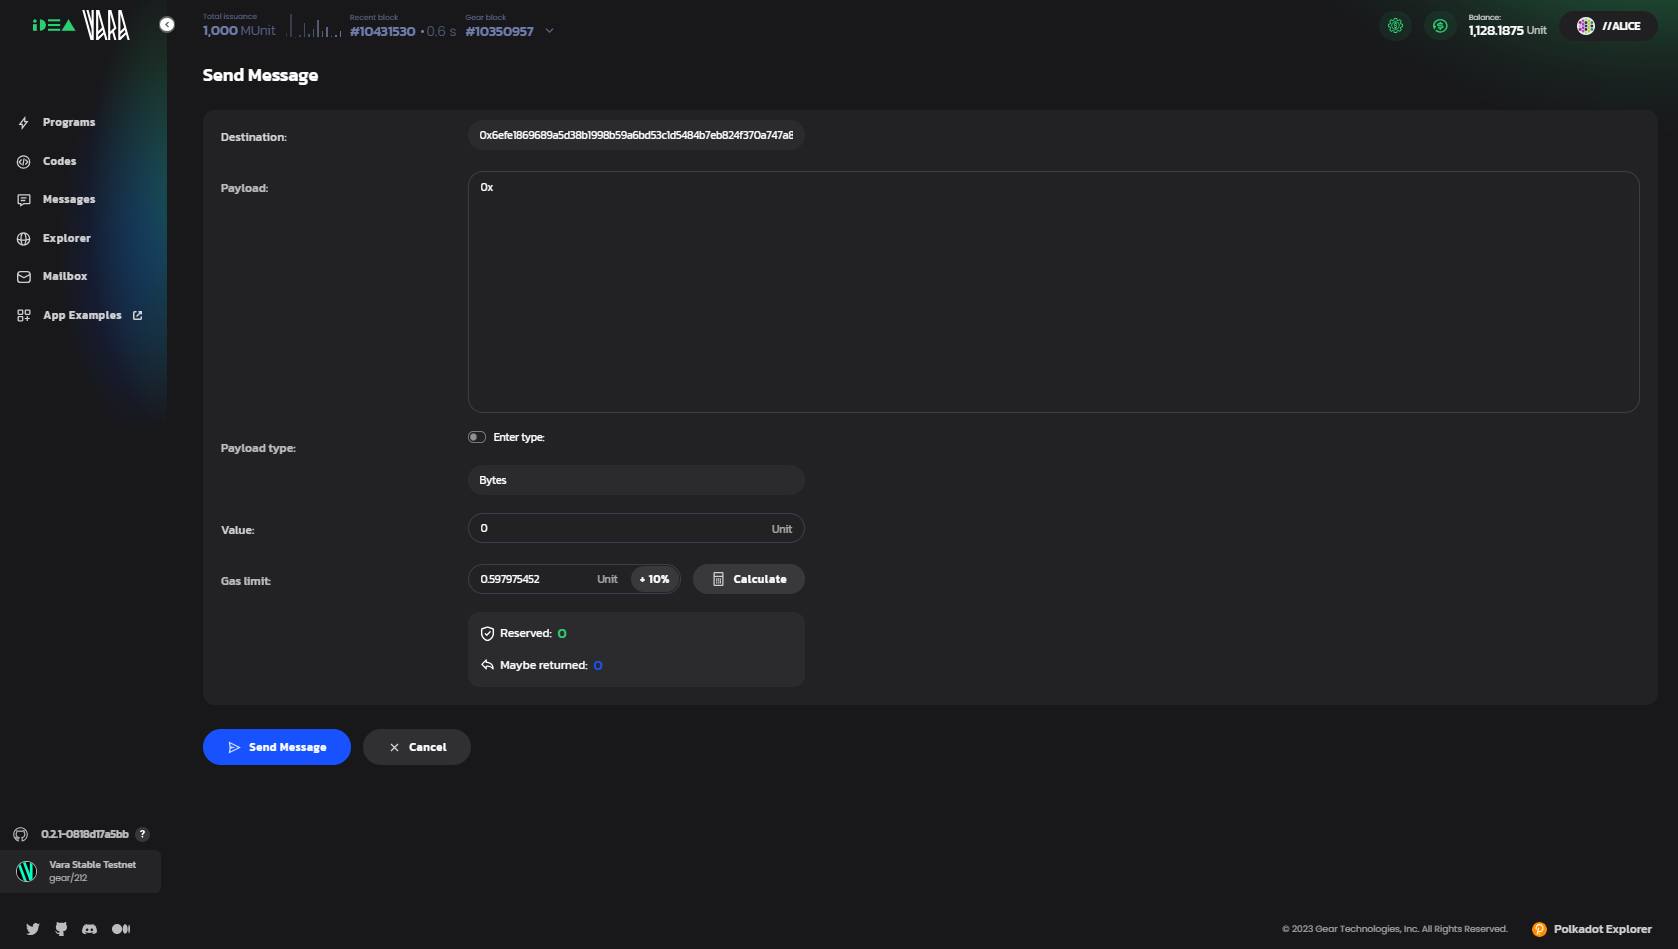 iDEA VARA
Total issuance
1,000 MUnit
Recent block
#10431530 • 0.6 s
Gear block
#10350957
Balance:
1,128.1875 Unit
//ALICE
Send Message
Programs
Codes
Messages
Explorer
Mailbox
App Examples
Destination:
0x6efe1869689a5d38b1998b59a6bd53c1d5484b7eb824f370a747a8
Payload:
0x
Payload type:
Enter type:
Bytes
Value:
0 Unit
Gas limit:
0.597975452 Unit + 10% Calculate
Reserved: 0
Maybe returned: 0
Send Message
Cancel
0.2.1-0818d17a5bb ?
Vara Stable Testnet
gear/212
© 2023 Gear Technologies, Inc. All Rights Reserved.
Polkadot Explorer